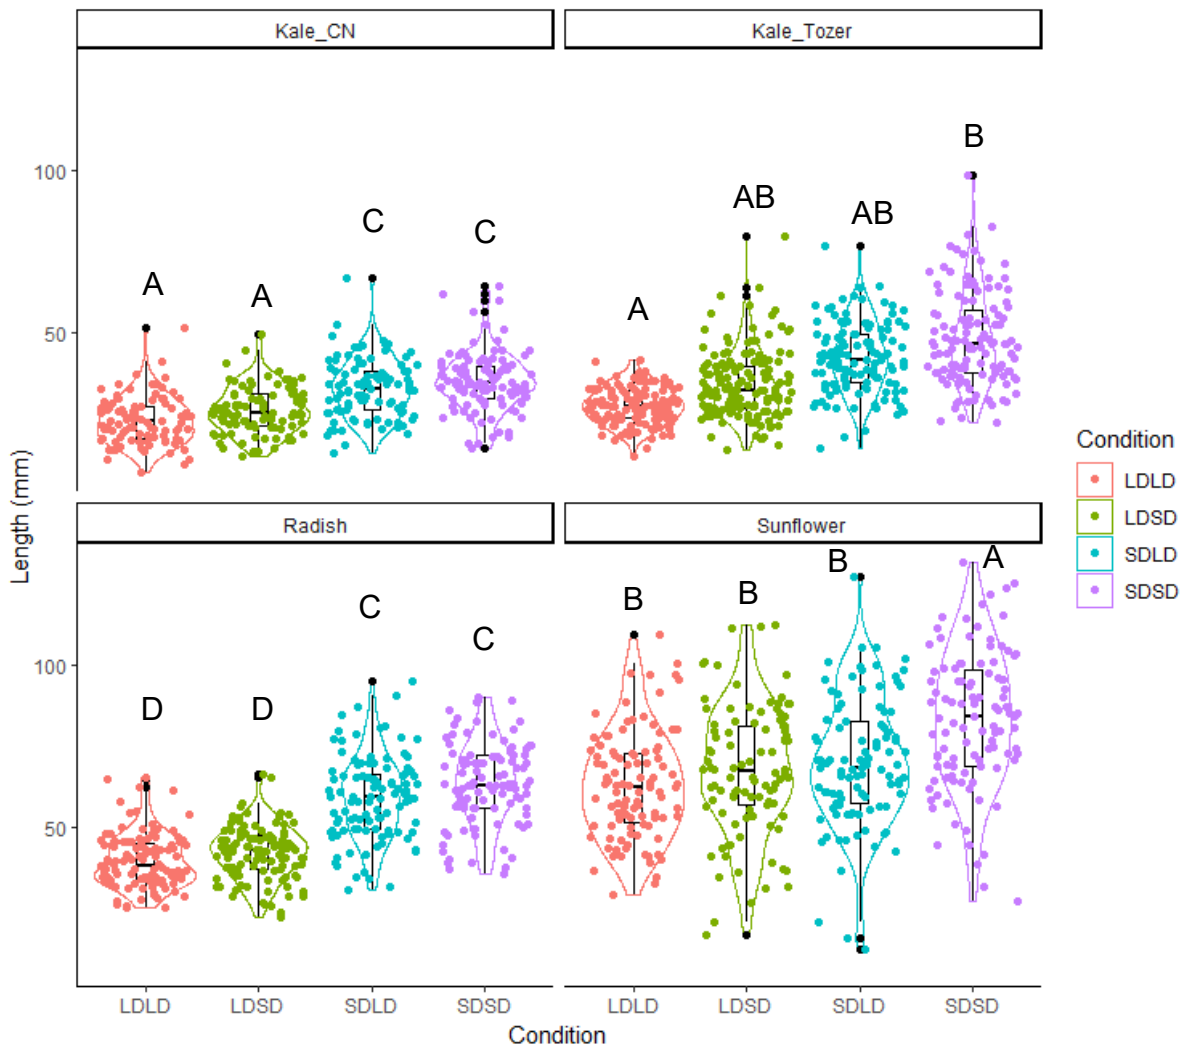 Kale_CN
Kale_Tozer
100
50
A
A
C
C
A
AB
AB
B
Length (mm)
Radish
Sunflower
100
50
D
D
C
C
B
B
B
A
LDLD
LDSD
SDLD
SDSD
LDLD
LDSD
SDLD
SDSD
Condition
Condition
LDLD
LDSD
SDLD
SDSD